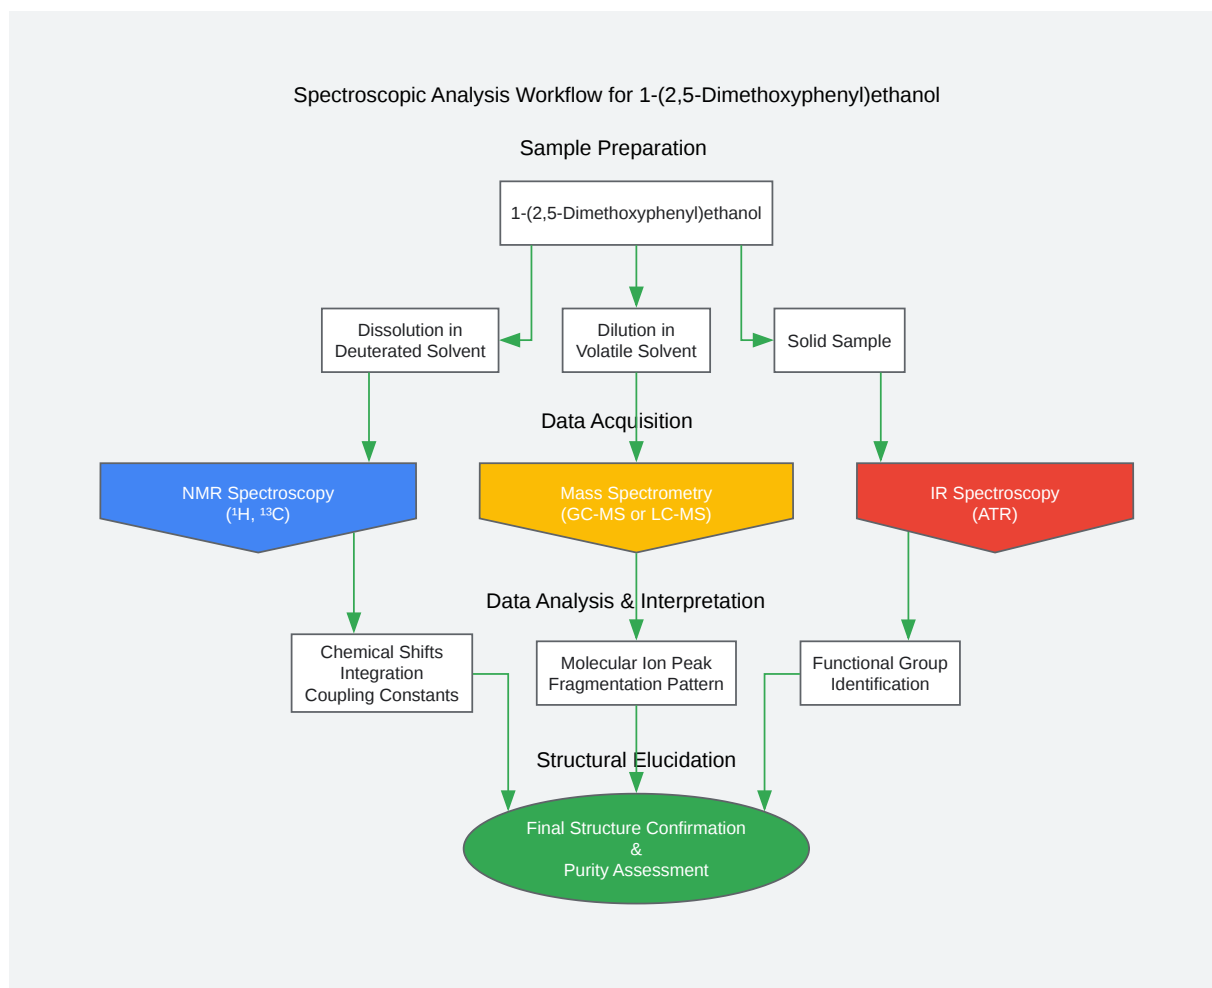 Spectroscopic Analysis Workflow for 1-(2,5-Dimethoxyphenyl)ethanol
Sample Preparation
1-(2,5-Dimethoxyphenyl)ethanol
Dissolution in
Deuterated Solvent
Dilution in
Volatile Solvent
Solid Sample
Data Acquisition
NMR Spectroscopy
(¹H, ¹³C)
Mass Spectrometry
(GC-MS or LC-MS)
IR Spectroscopy
(ATR)
Data Analysis & Interpretation
Chemical Shifts
Integration
Coupling Constants
Molecular Ion Peak
Fragmentation Pattern
Functional Group
Identification
Structural Elucidation
Final Structure Confirmation
&
Purity Assessment